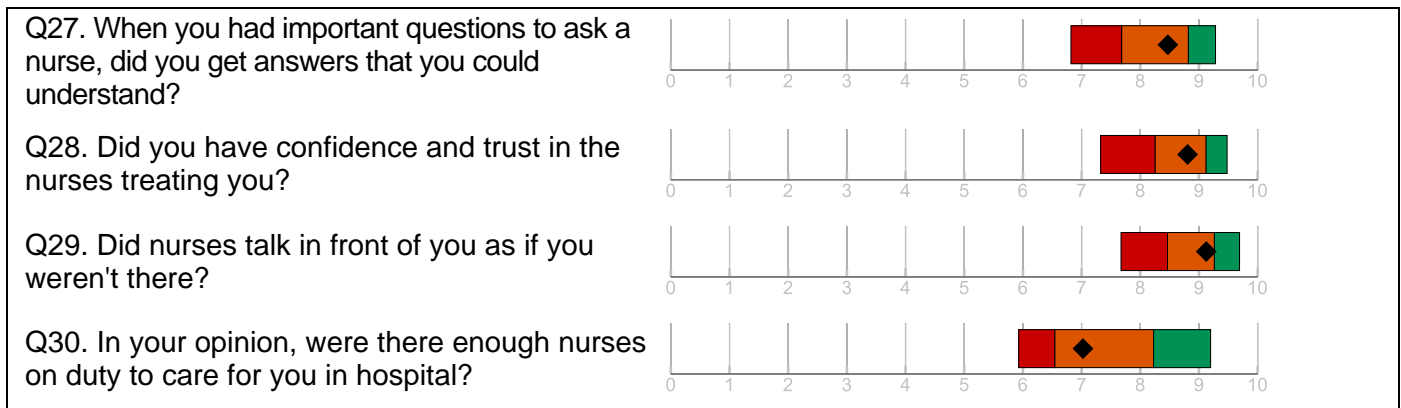 Q27. When you had important questions to ask a
nurse, did you get answers that you could
understand?
0 1 2 3 4 5 6 7 8 9 10
Q28. Did you have confidence and trust in the
nurses treating you?
0 1 2 3 4 5 6 7 8 9 10
Q29. Did nurses talk in front of you as if you
weren't there?
0 1 2 3 4 5 6 7 8 9 10
Q30. In your opinion, were there enough nurses
on duty to care for you in hospital?
0 1 2 3 4 5 6 7 8 9 10